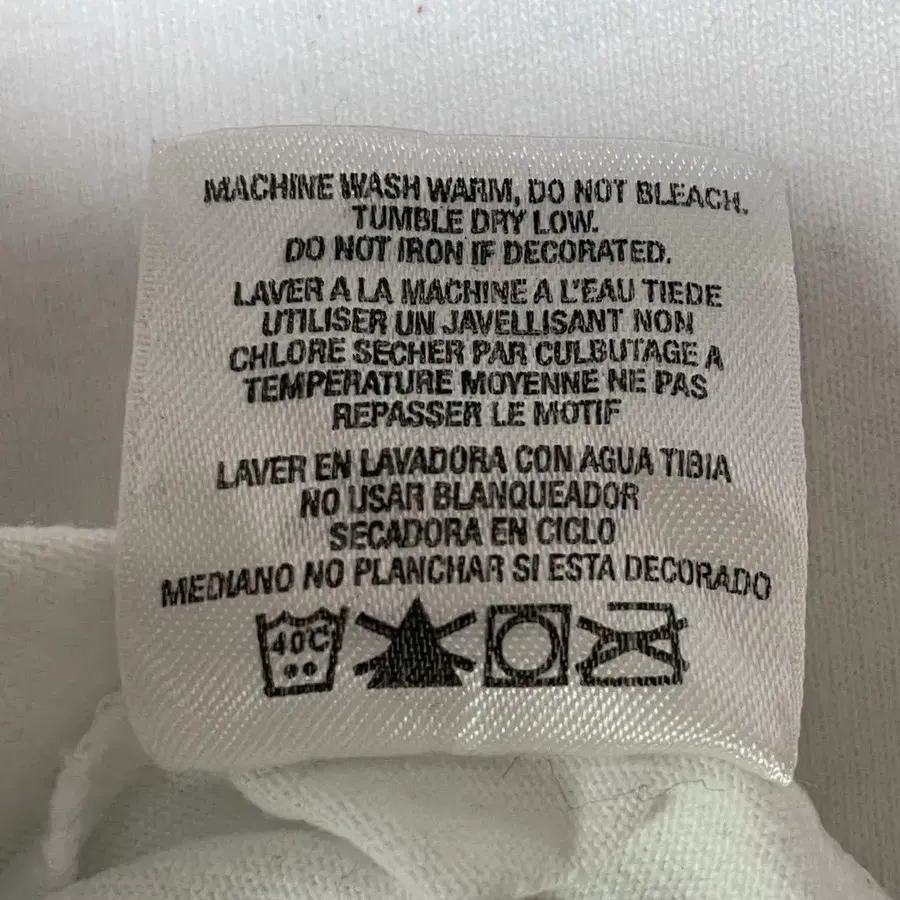 MACHINE WASH WARM, DO NOT BLEACH.
TUMBLE DRY LOW.
DO NOT IRON IF DECORATED.
LAVER A LA MACHINE A L'EAU TIEDE
UTILISER UN JAVELLISANT NON
CHLORE SECHER PAR CULBUTAGE A
TEMPERATURE MOYENNE NE PAS
REPASSER LE MOTIF
LAVER EN LAVADORA CON AGUA TIBIA
NO USAR BLANQUEADOR
SECADORA EN CICLO
MEDIANO NO PLANCHAR SI ESTA DECORADO
40C